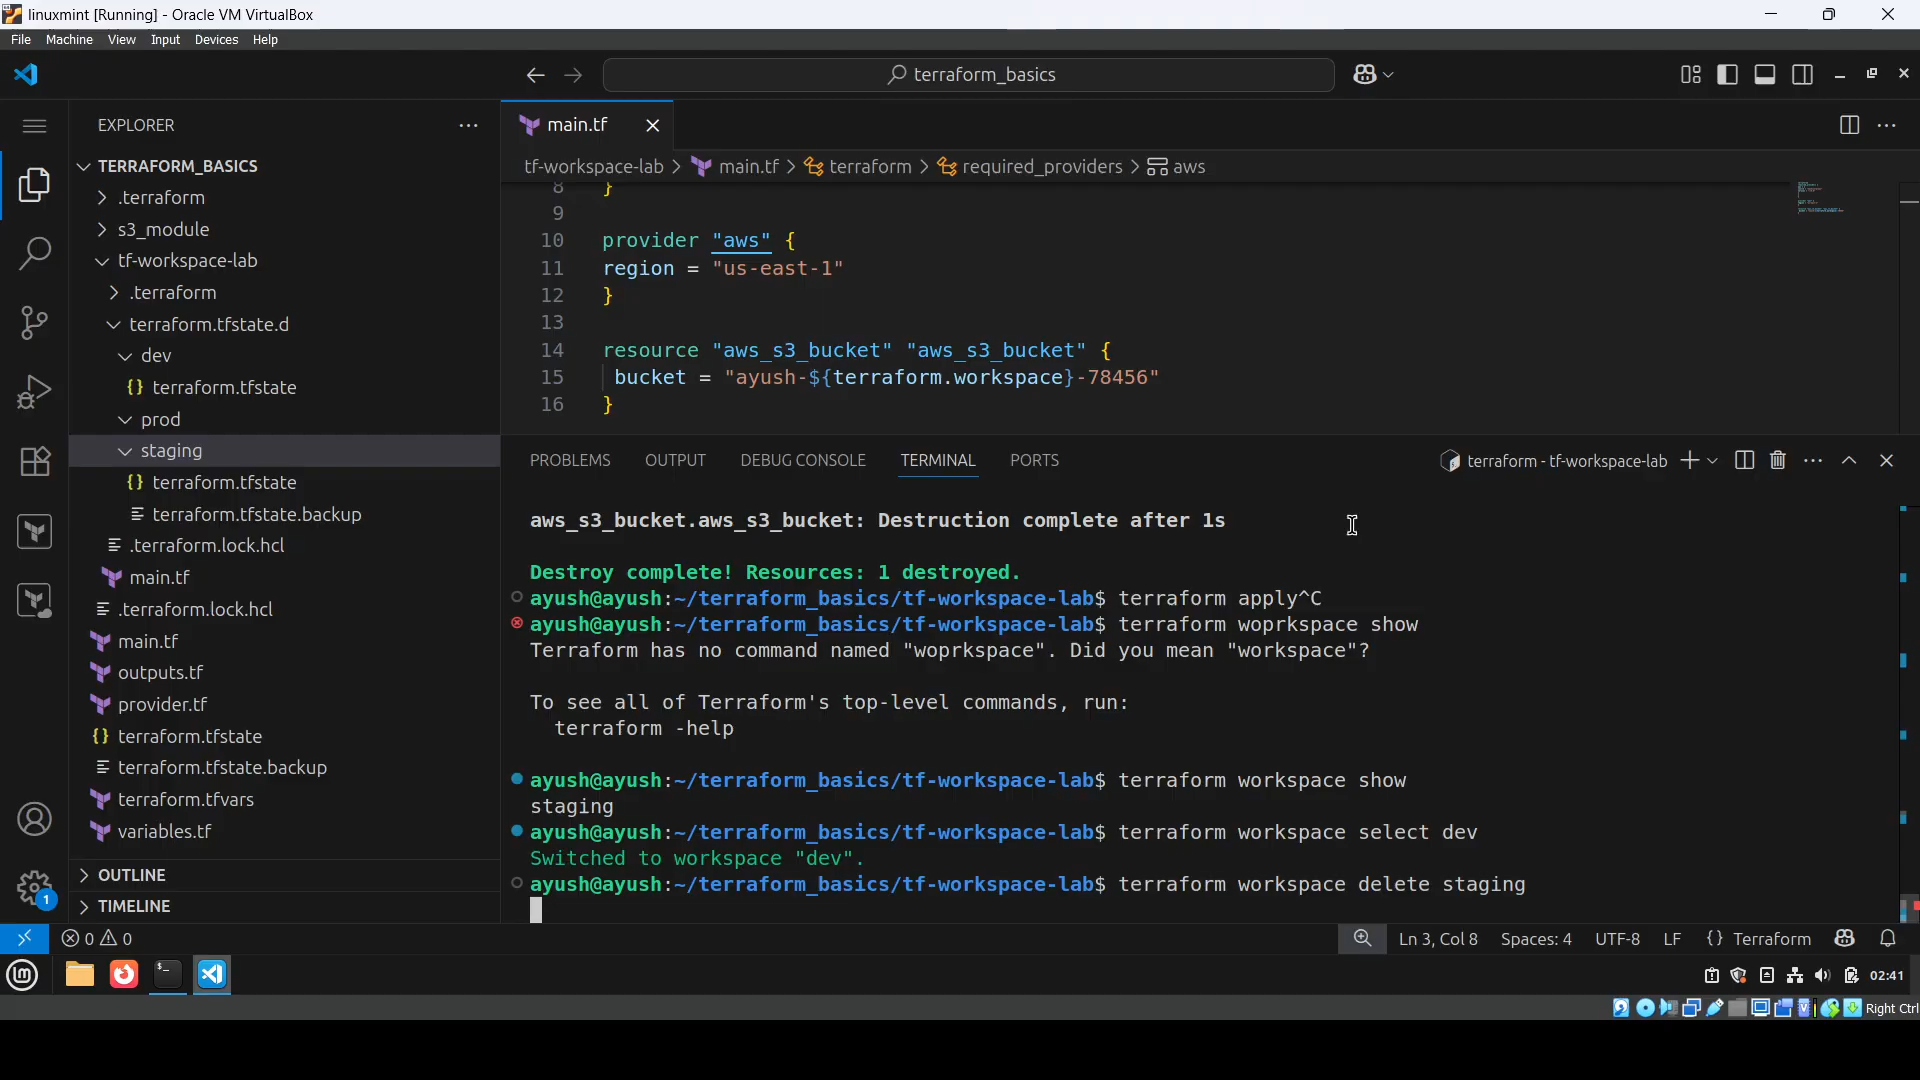 linuxmint [Running] - Oracle VM VirtualBox
File Machine View Input Devices Help
terraform_basics
EXPLORER
TERRAFORM_BASICS
.terraform
s3_module
tf-workspace-lab
.terraform
terraform.tfstate.d
dev
terraform.tfstate
prod
staging
terraform.tfstate
terraform.tfstate.backup
.terraform.lock.hcl
main.tf
.terraform.lock.hcl
main.tf
outputs.tf
provider.tf
terraform.tfstate
terraform.tfstate.backup
terraform.tfvars
variables.tf
OUTLINE
TIMELINE
main.tf
tf-workspace-lab > main.tf > terraform > required_providers > aws
8 }
9
10 provider "aws" {
11 region = "us-east-1"
12 }
13
14 resource "aws_s3_bucket" "aws_s3_bucket" {
15 bucket = "ayush-${terraform.workspace}-78456"
16 }
PROBLEMS OUTPUT DEBUG CONSOLE TERMINAL PORTS
terraform - tf-workspace-lab
aws_s3_bucket.aws_s3_bucket: Destruction complete after 1s
Destroy complete! Resources: 1 destroyed.
ayush@ayush:~/terraform_basics/tf-workspace-lab$ terraform apply^C
ayush@ayush:~/terraform_basics/tf-workspace-lab$ terraform woprkspace show
Terraform has no command named "woprkspace". Did you mean "workspace"?
To see all of Terraform's top-level commands, run:
terraform -help
ayush@ayush:~/terraform_basics/tf-workspace-lab$ terraform workspace show
staging
ayush@ayush:~/terraform_basics/tf-workspace-lab$ terraform workspace select dev
Switched to workspace "dev".
ayush@ayush:~/terraform_basics/tf-workspace-lab$ terraform workspace delete staging
1
0 0
Ln 3, Col 8 Spaces: 4 UTF-8 LF {} Terraform
02:41
Right Ctrl